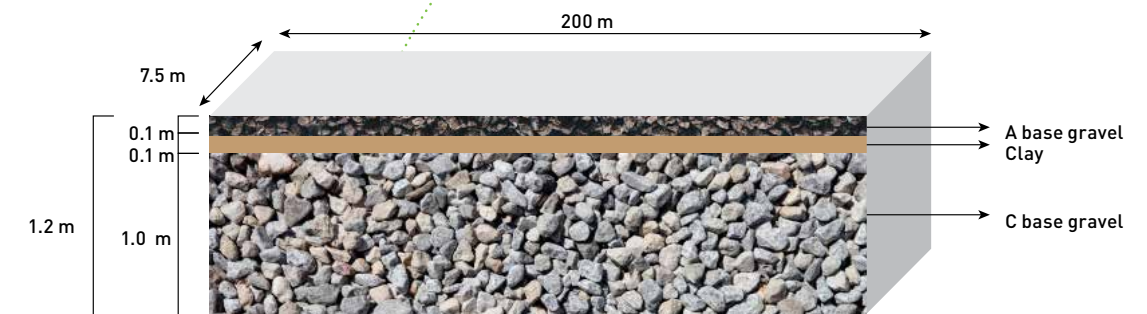 200 m
7.5 m
0.1 m
0.1 m
1.2 m
1.0 m
A base gravel
Clay
C base gravel